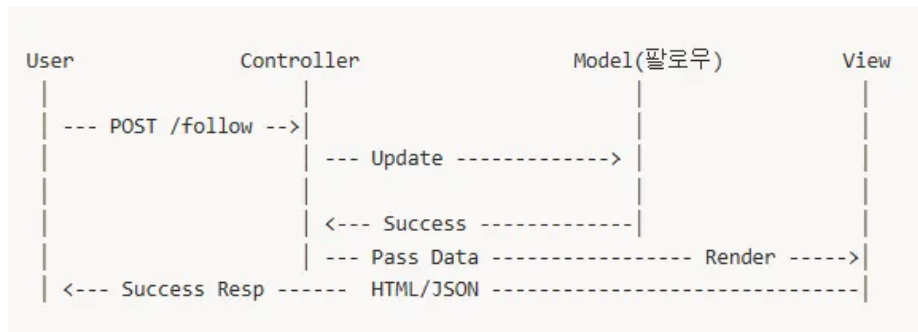 User Controller Model(팔로우) View
--- POST /follow -->
--- Update ------------->
<--- Success -------------
--- Pass Data ----------------- Render ----->
<--- Success Resp ------ HTML/JSON -------------------------------